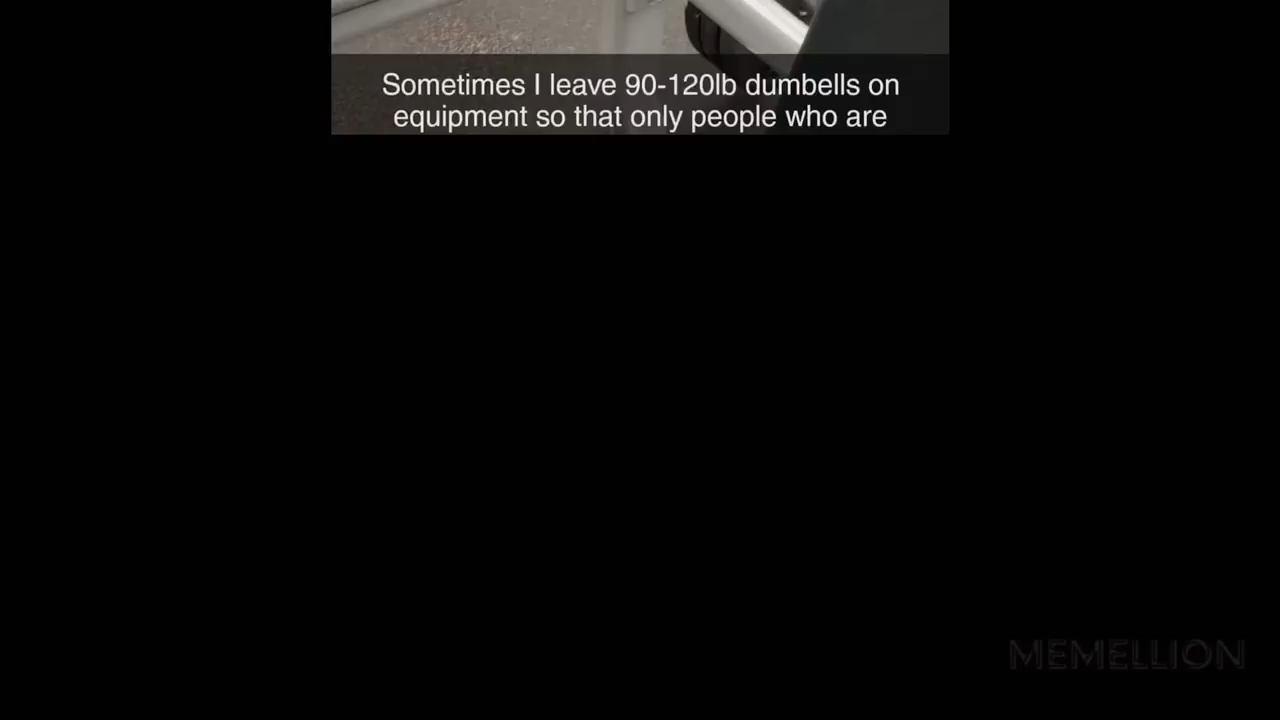 Sometimes I leave 90-120lb dumbells on
equipment so that only people who are
MEMELLION